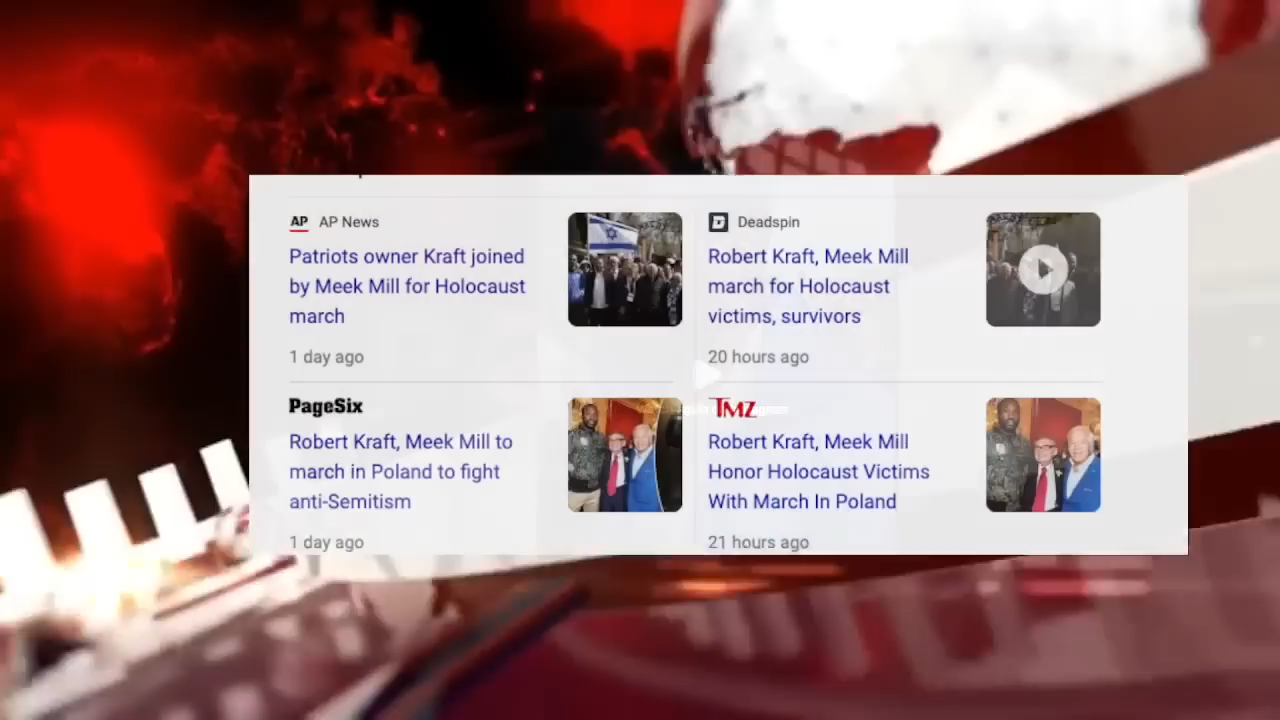 AP AP News
Patriots owner Kraft joined
by Meek Mill for Holocaust
march
1 day ago
Deadspin
Robert Kraft, Meek Mill
march for Holocaust
victims, survivors
20 hours ago
PageSix
Robert Kraft, Meek Mill to
march in Poland to fight
anti-Semitism
1 day ago
TMZ
Robert Kraft, Meek Mill
Honor Holocaust Victims
With March In Poland
21 hours ago